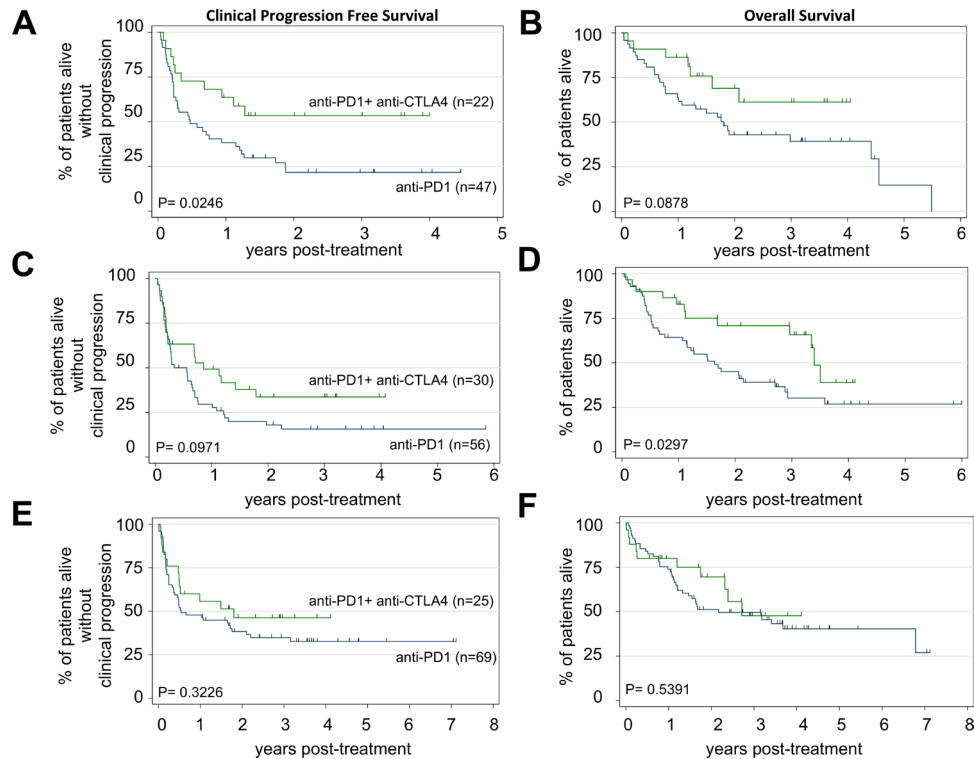 Clinical Progression Free Survival
Overall Survival
A
% of patients alive
without
clinical progression
100
75
50
25
0
anti-PD1+ anti-CTLA4 (n=22)
anti-PD1 (n=47)
P= 0.0246
0 1 2 3 4 5
years post-treatment
B
% of patients alive
100
75
50
25
0
P= 0.0878
0 1 2 3 4 5 6
years post-treatment
C
% of patients alive
without
clinical progression
100
75
50
25
0
anti-PD1+ anti-CTLA4 (n=30)
anti-PD1 (n=56)
P= 0.0971
0 1 2 3 4 5 6
years post-treatment
D
% of patients alive
100
75
50
25
0
P= 0.0297
0 1 2 3 4 5 6
years post-treatment
E
% of patients alive
without
clinical progression
100
75
50
25
0
anti-PD1+ anti-CTLA4 (n=25)
anti-PD1 (n=69)
P= 0.3226
0 1 2 3 4 5 6 7 8
years post-treatment
F
% of patients alive
100
75
50
25
0
P= 0.5391
0 1 2 3 4 5 6 7 8
years post-treatment